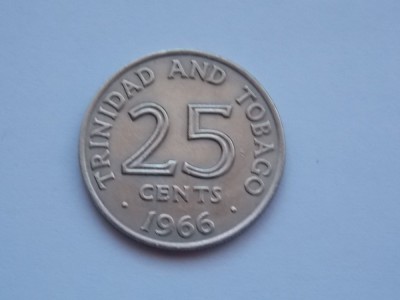 TRINIDAD AND TOBAGO
25
CENTS
· 1966 ·